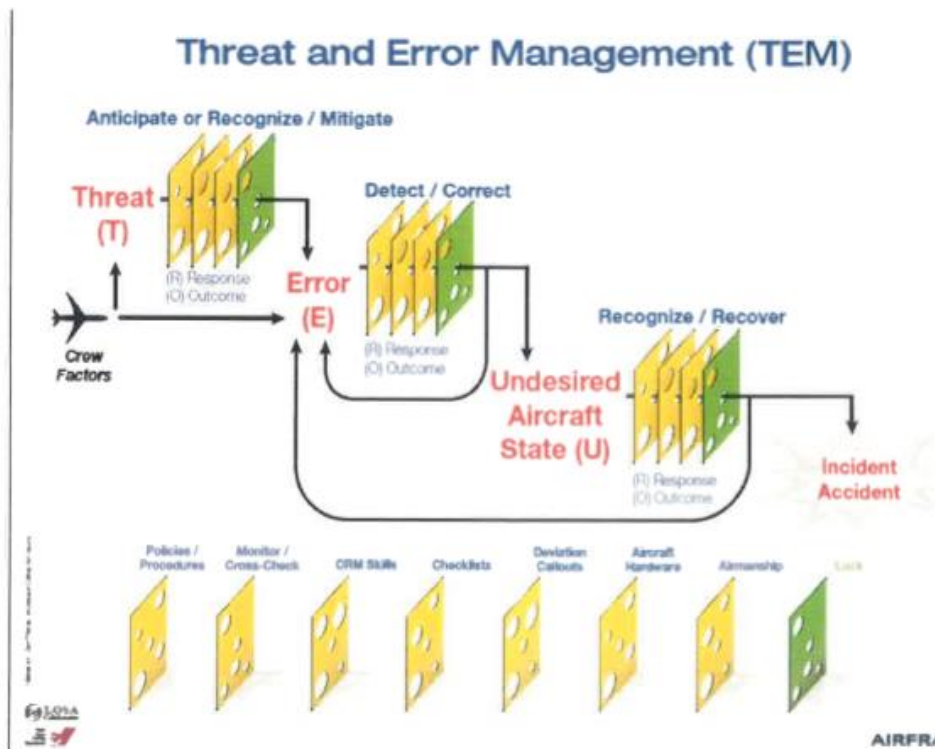 Threat and Error Management (TEM)
Anticipate or Recognize / Mitigate
Threat
(T)
(R) Response
(O) Outcome
Detect / Correct
Error
(E)
(R) Response
(O) Outcome
Crew
Factors
Recognize / Recover
Undesired
Aircraft
State (U)
(R) Response
(O) Outcome
Incident
Accident
Policies /
Procedures
Monitor /
Cross-Check
CRM Skills
Checklists
Deviation
Callouts
Aircraft
Hardware
Airmanship
Luck
LOSA
AIRFRA